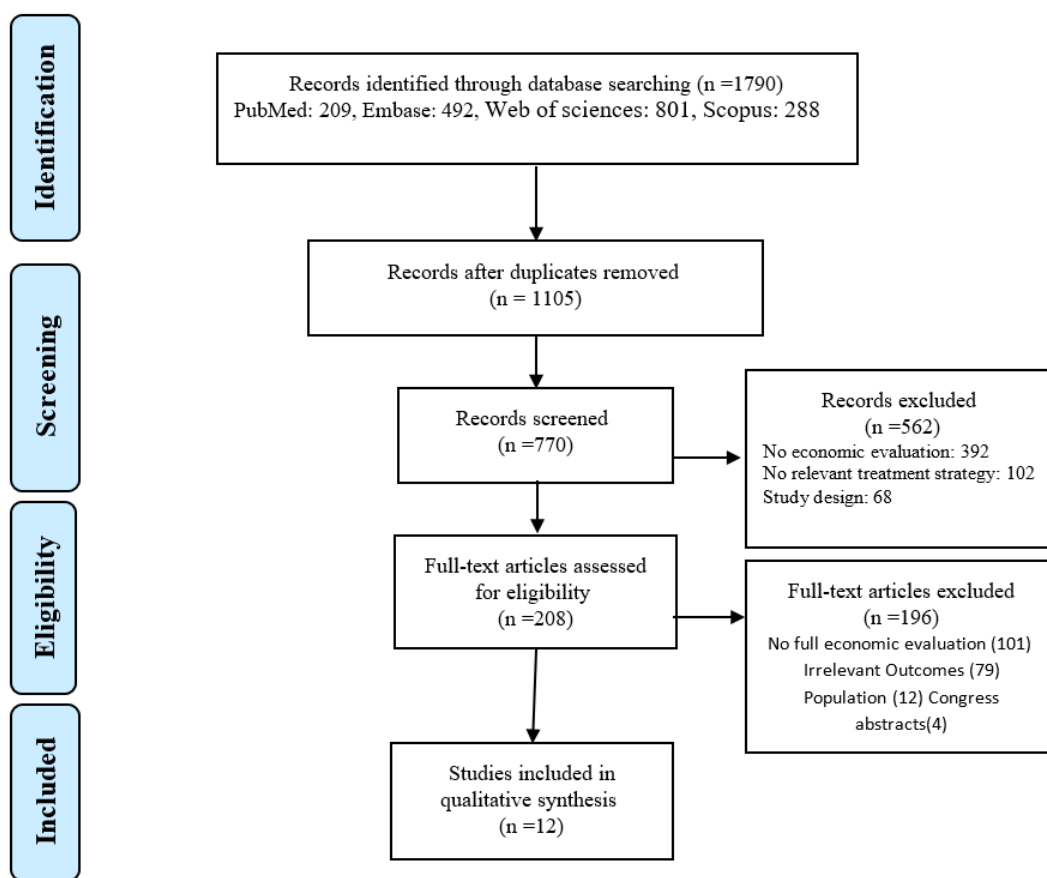 Identification
Records identified through database searching (n =1790)
PubMed: 209, Embase: 492, Web of sciences: 801, Scopus: 288
Records after duplicates removed
(n = 1105)
Screening
Records screened
(n =770)
Records excluded
(n =562)
No economic evaluation: 392
No relevant treatment strategy: 102
Study design: 68
Eligibility
Full-text articles assessed
for eligibility
(n =208)
Full-text articles excluded
(n =196)
No full economic evaluation (101)
Irrelevant Outcomes (79)
Population (12) Congress
abstracts(4)
Included
Studies included in
qualitative synthesis
(n =12)